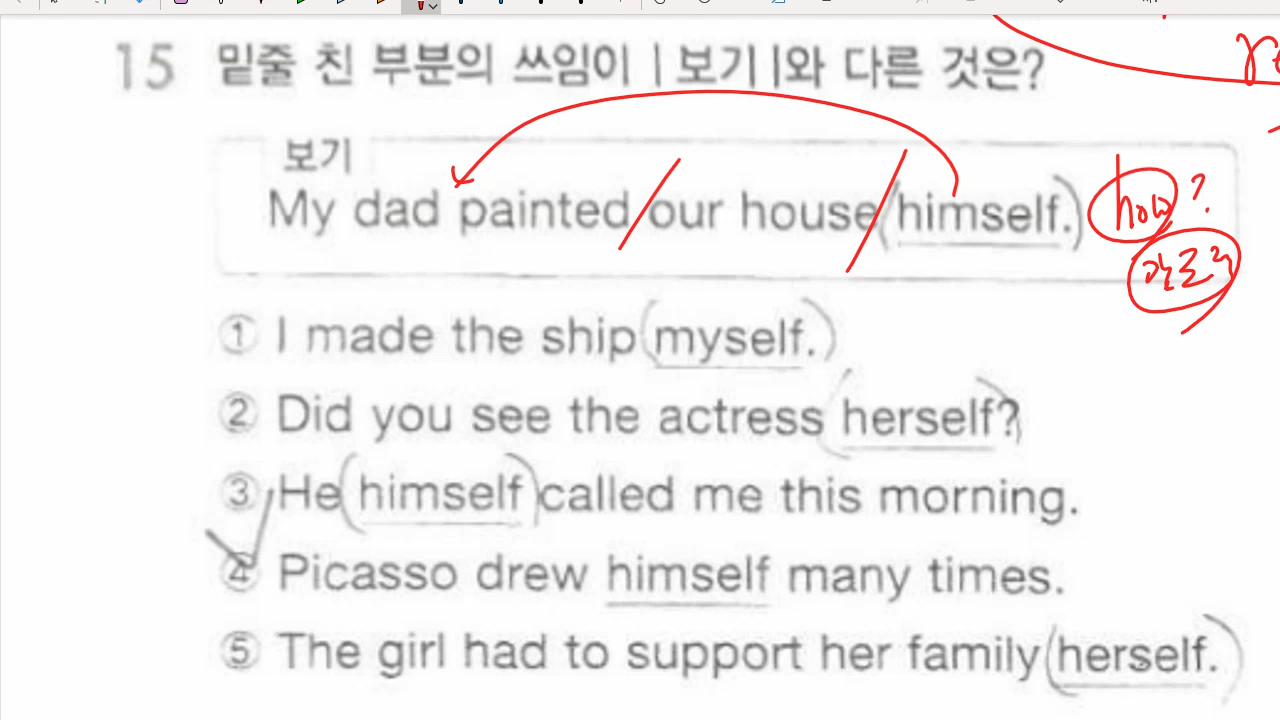 15 밑줄 친 부분의 쓰임이 | 보기 |와 다른 것은?
보기
My dad painted our house himself. how?
① I made the ship myself.
② Did you see the actress herself?
③ He himself called me this morning.
④ Picasso drew himself many times.
⑤ The girl had to support her family herself.